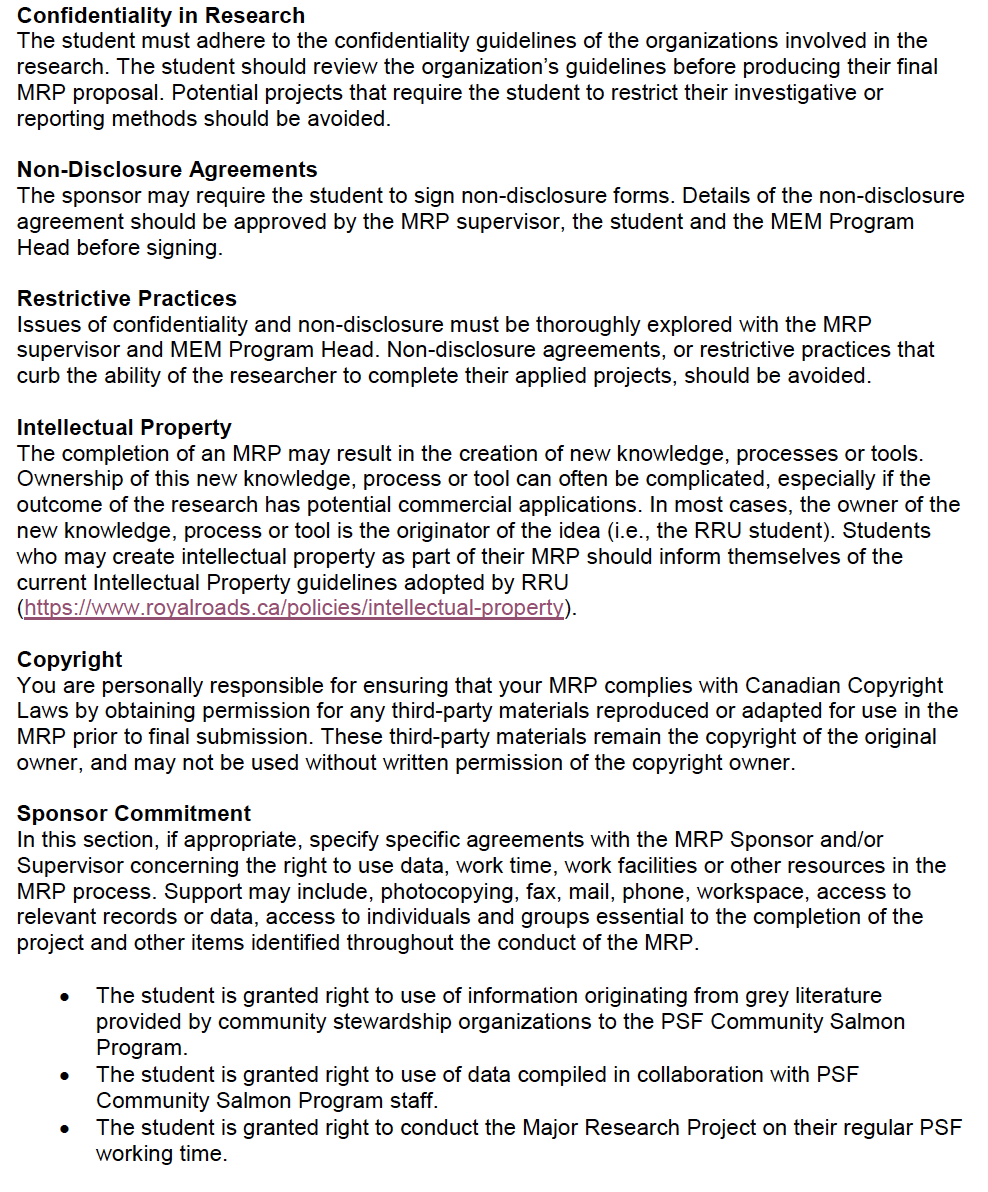 Confidentiality in Research
The student must adhere to the confidentiality guidelines of the organizations involved in the
research. The student should review the organization’s guidelines before producing their final
MRP proposal. Potential projects that require the student to restrict their investigative or
reporting methods should be avoided.
Non-Disclosure Agreements
The sponsor may require the student to sign non-disclosure forms. Details of the non-disclosure
agreement should be approved by the MRP supervisor, the student and the MEM Program
Head before signing.
Restrictive Practices
Issues of confidentiality and non-disclosure must be thoroughly explored with the MRP
supervisor and MEM Program Head. Non-disclosure agreements, or restrictive practices that
curb the ability of the researcher to complete their applied projects, should be avoided.
Intellectual Property
The completion of an MRP may result in the creation of new knowledge, processes or tools.
Ownership of this new knowledge, process or tool can often be complicated, especially if the
outcome of the research has potential commercial applications. In most cases, the owner of the
new knowledge, process or tool is the originator of the idea (i.e., the RRU student). Students
who may create intellectual property as part of their MRP should inform themselves of the
current Intellectual Property guidelines adopted by RRU
(https://www.royalroads.ca/policies/intellectual-property).
Copyright
You are personally responsible for ensuring that your MRP complies with Canadian Copyright
Laws by obtaining permission for any third-party materials reproduced or adapted for use in the
MRP prior to final submission. These third-party materials remain the copyright of the original
owner, and may not be used without written permission of the copyright owner.
Sponsor Commitment
In this section, if appropriate, specify specific agreements with the MRP Sponsor and/or
Supervisor concerning the right to use data, work time, work facilities or other resources in the
MRP process. Support may include, photocopying, fax, mail, phone, workspace, access to
relevant records or data, access to individuals and groups essential to the completion of the
project and other items identified throughout the conduct of the MRP.
• The student is granted right to use of information originating from grey literature
provided by community stewardship organizations to the PSF Community Salmon
Program.
• The student is granted right to use of data compiled in collaboration with PSF
Community Salmon Program staff.
• The student is granted right to conduct the Major Research Project on their regular PSF
working time.